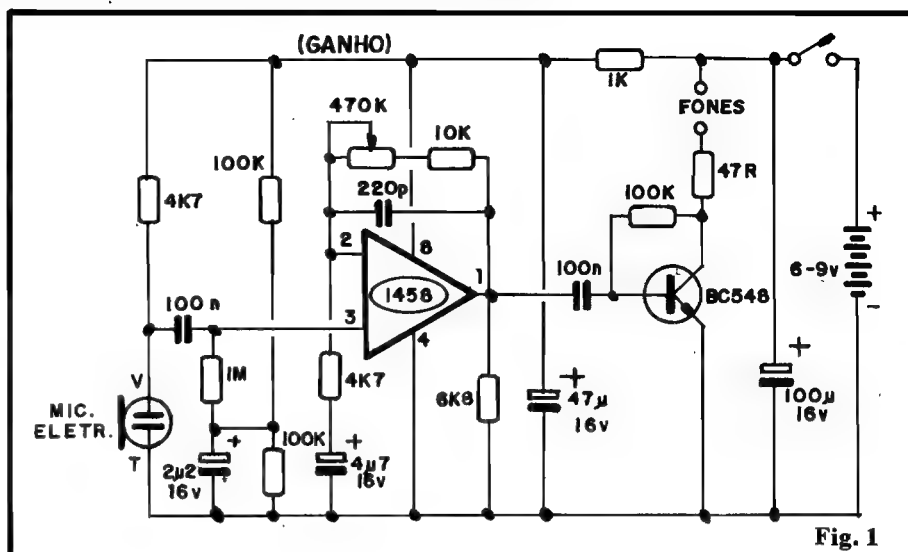 (GANHO)
1K
470K
10K
FONES
100K
47R
4K7
220p
100K
2
8
1
6-9v
+
-
1458
100n
BC548
100n
3
4
1M
4K7
6K8
+
47µ
16v
+
100µ
16v
V
MIC.
ELETR.
T
+
2µ2
16v
100K
+
4µ7
16v
Fig. 1